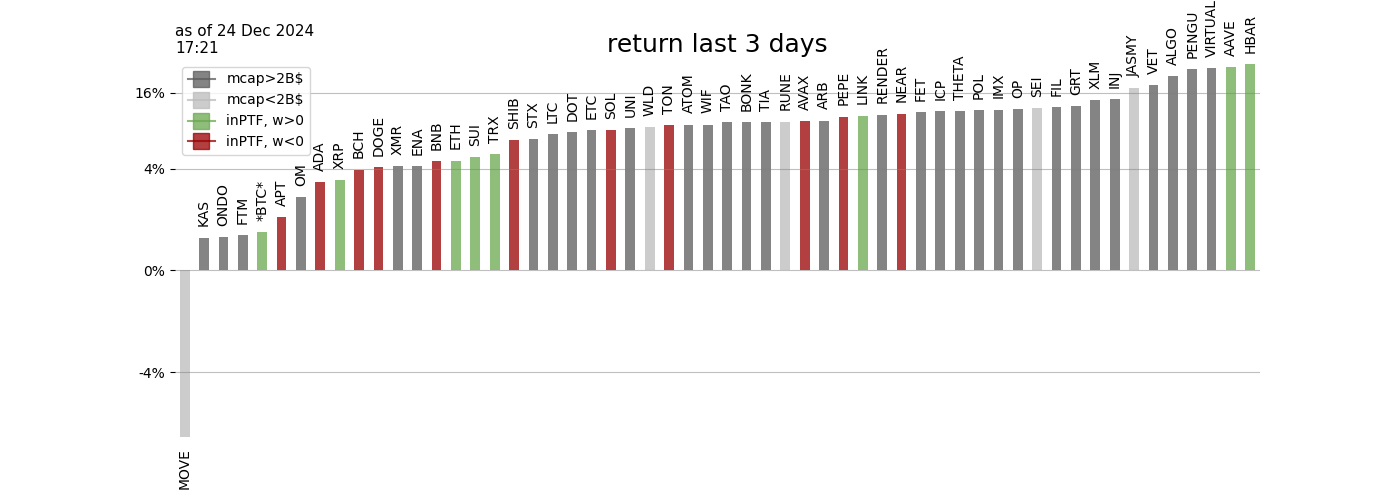 as of 24 Dec 2024
17:21
return last 3 days
mcap>2B$
mcap<2B$
inPTF, w>0
inPTF, w<0
16%
4%
0%
-4%
MOVE
KAS
ONDO
FTM
*BTC*
APT
OM
ADA
XRP
BCH
DOGE
XMR
ENA
BNB
ETH
SUI
TRX
SHIB
STX
LTC
DOT
ETC
SOL
UNI
WLD
TON
ATOM
WIF
TAO
BONK
TIA
RUNE
AVAX
ARB
PEPE
LINK
RENDER
NEAR
FET
ICP
THETA
POL
IMX
OP
SEI
FIL
GRT
XLM
INJ
JASMY
VET
ALGO
PENGU
VIRTUAL
AAVE
HBAR